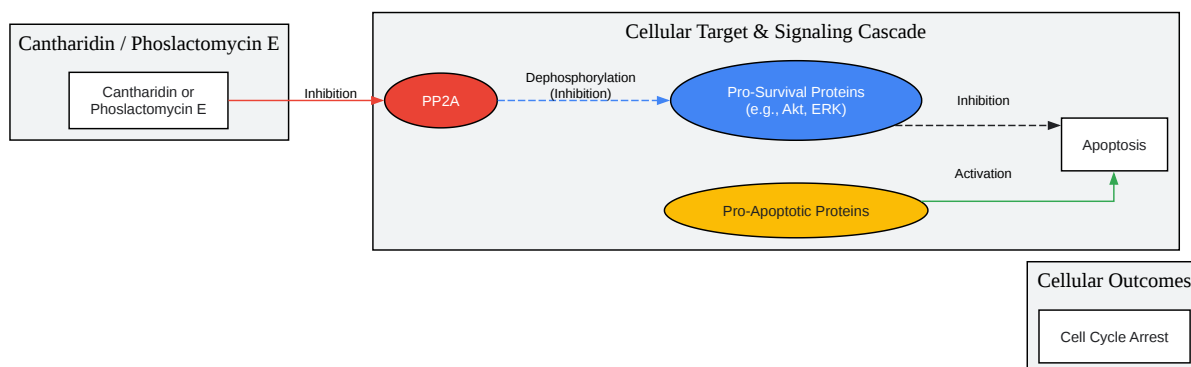 Cantharidin / Phoslactomycin E
Cantharidin or
Phoslactomycin E
Inhibition
Cellular Target & Signaling Cascade
PP2A
Dephosphorylation
(Inhibition)
Pro-Survival Proteins
(e.g., Akt, ERK)
Inhibition
Apoptosis
Activation
Pro-Apoptotic Proteins
Cellular Outcomes
Cell Cycle Arrest